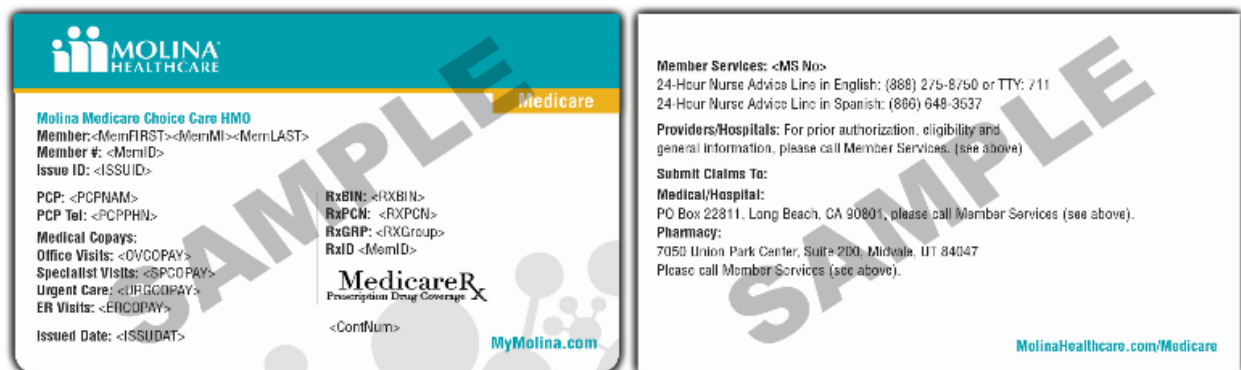 MOLINA
HEALTHCARE
Medicare
Molina Medicare Choice Care HMO
Member:<MemFIRST><MemMI><MemLAST>
Member #: <MemID>
Issue ID: <ISSUID>
PCP: <PCPNAM>
PCP Tel: <PCPPHN>
Medical Copays:
Office Visits: <OVCOPAY>
Specialist Visits: <SPCOPAY>
Urgent Care: <URGCOPAY>
ER Visits: <ERCOPAY>
Issued Date: <ISSUDAT>
RxBIN: <RXBIN>
RxPCN: <RXPCN>
RxGRP: <RXGroup>
RxID <MemID>
MedicareRx
Prescription Drug Coverage
<ContNum>
MyMolina.com
SAMPLE
Member Services: <MS No>
24-Hour Nurse Advice Line in English: (888) 275-8750 or TTY: 711
24-Hour Nurse Advice Line in Spanish: (866) 648-3537
Providers/Hospitals: For prior authorization, eligibility and
general information, please call Member Services. (see above)
Submit Claims To:
Medical/Hospital:
PO Box 22811, Long Beach, CA 90801, please call Member Services (see above).
Pharmacy:
7050 Union Park Center, Suite 200, Midvale, UT 84047
Please call Member Services (see above).
MolinaHealthcare.com/Medicare
SAMPLE